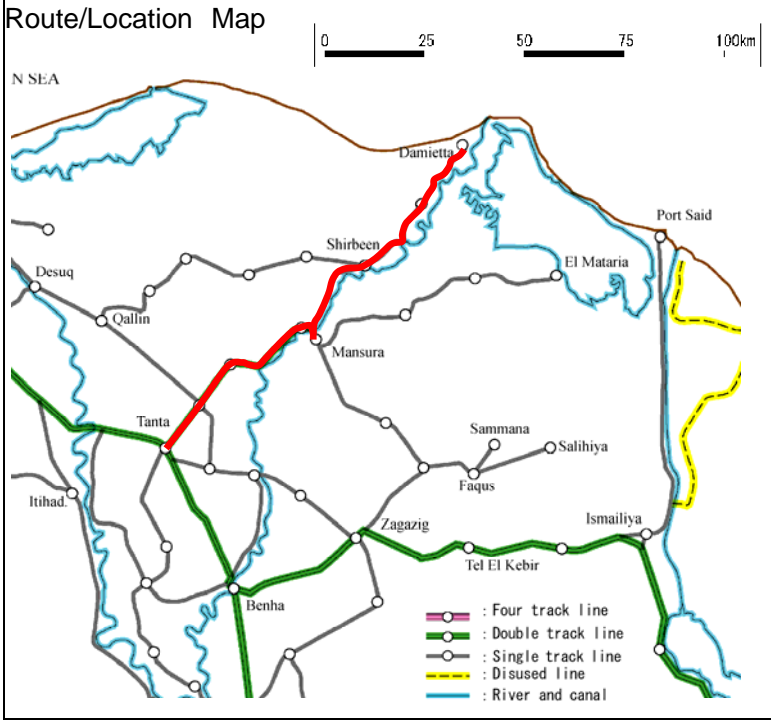 Route/Location Map
0 25 50 75 100km
N SEA
Damietta
Port Said
Shirbeen
El Mataria
Desuq
Qallin
Mansura
Tanta
Sammana
Salihiya
Faqus
Itihad.
Zagazig
Ismailiya
Tel El Kebir
Benha
: Four track line
: Double track line
: Single track line
: Disused line
: River and canal